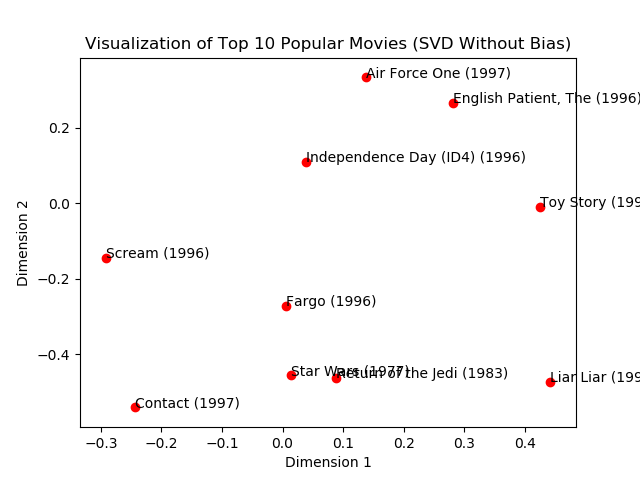 Visualization of Top 10 Popular Movies (SVD Without Bias)
Air Force One (1997)
English Patient, The (1996)
Independence Day (ID4) (1996)
Toy Story (199
Scream (1996)
Fargo (1996)
Star Wars (1977)
Return of the Jedi (1983)
Liar Liar (199
Contact (1997)
0.2
0.0
−0.2
−0.4
Dimension 2
−0.3
−0.2
−0.1
0.0
0.1
0.2
0.3
0.4
Dimension 1